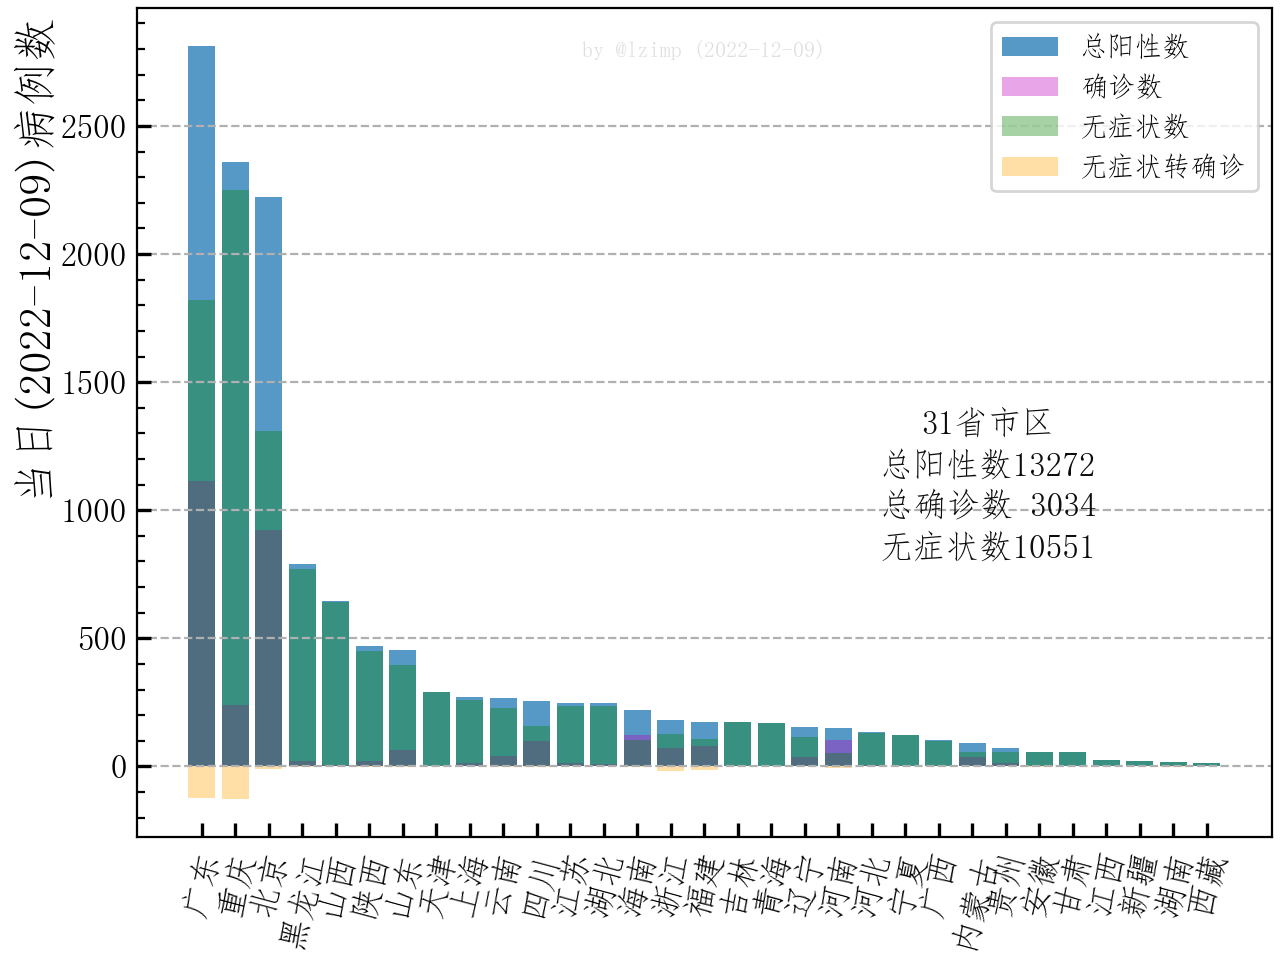 当日(2022-12-09)病例数
by @lzimp (2022-12-09)
总阳性数
确诊数
无症状数
无症状转确诊
2500
2000
1500
1000
500
0
31省市区
总阳性数13272
总确诊数 3034
无症状数10551
广东
重庆
北京
黑龙江
山西
陕西
山东
天津
上海
云南
四川
江苏
湖北
海南
浙江
福建
吉林
青海
辽宁
河南
河北
宁夏
广西
内蒙古
贵州
安徽
甘肃
江西
新疆
湖南
西藏